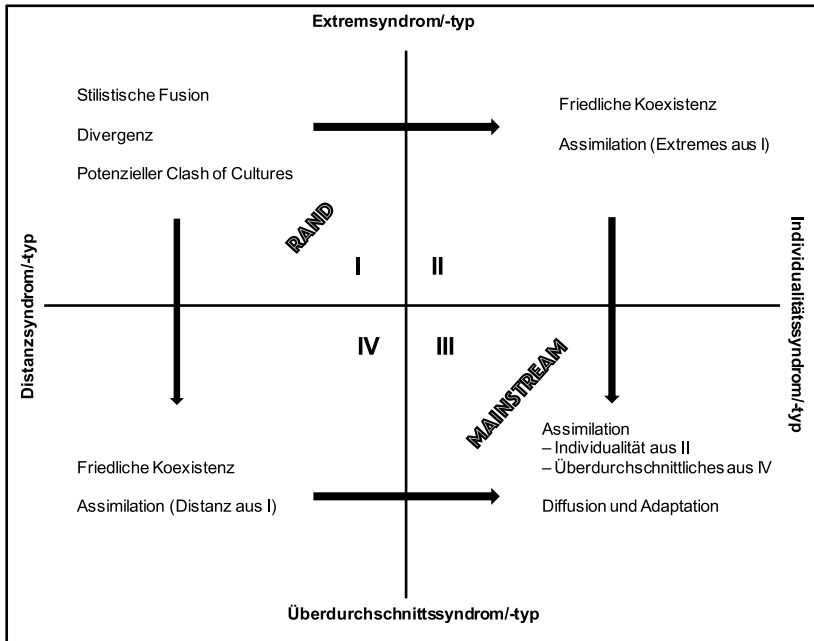 Extremsyndrom/-typ
Stilistische Fusion
Divergenz
Potenzieller Clash of Cultures
Friedliche Koexistenz
Assimilation (Extremes aus I)
RAND
I
II
Distanzsyndrom/-typ
Individualitätssyndrom/-typ
IV
III
MAINSTREAM
Friedliche Koexistenz
Assimilation (Distanz aus I)
Assimilation
– Individualität aus II
– Überdurchschnittliches aus IV
Diffusion und Adaptation
Überdurchschnittssyndrom/-typ